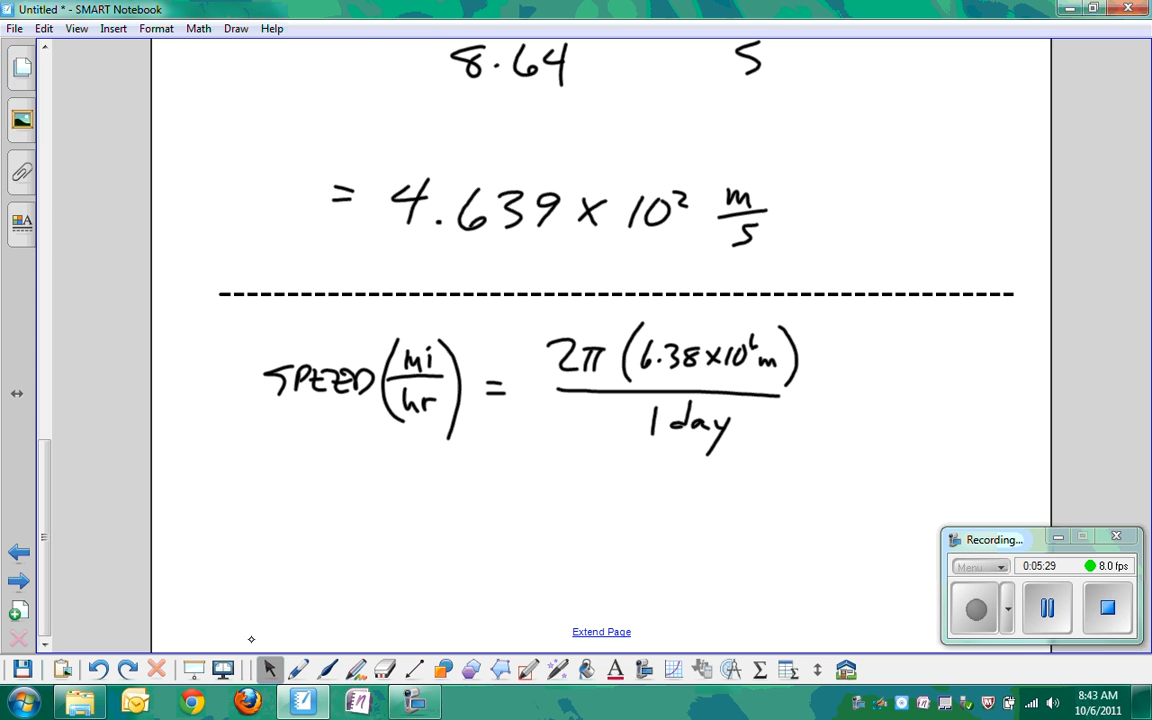 Untitled * - SMART Notebook
File Edit View Insert Format Math Draw Help
8.64 S
= 4.639 x 10² m/s
SPEED (mi/hr) = 2π (6.38x10⁶m) / 1 day
Recording...
Menu 0:05:29 8.0 fps
Extend Page
8:43 AM
10/6/2011